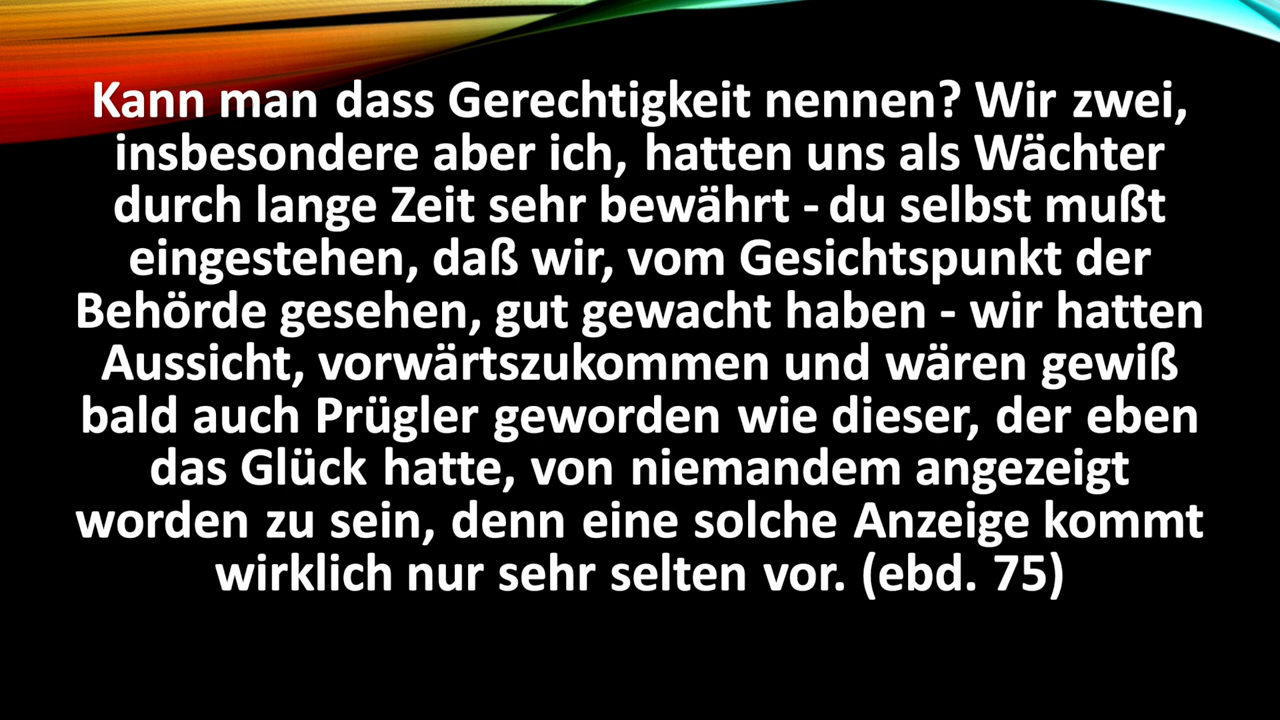 Kann man dass Gerechtigkeit nennen? Wir zwei,
insbesondere aber ich, hatten uns als Wächter
durch lange Zeit sehr bewährt - du selbst mußt
eingestehen, daß wir, vom Gesichtspunkt der
Behörde gesehen, gut gewacht haben - wir hatten
Aussicht, vorwärtszukommen und wären gewiß
bald auch Prügler geworden wie dieser, der eben
das Glück hatte, von niemandem angezeigt
worden zu sein, denn eine solche Anzeige kommt
wirklich nur sehr selten vor. (ebd. 75)